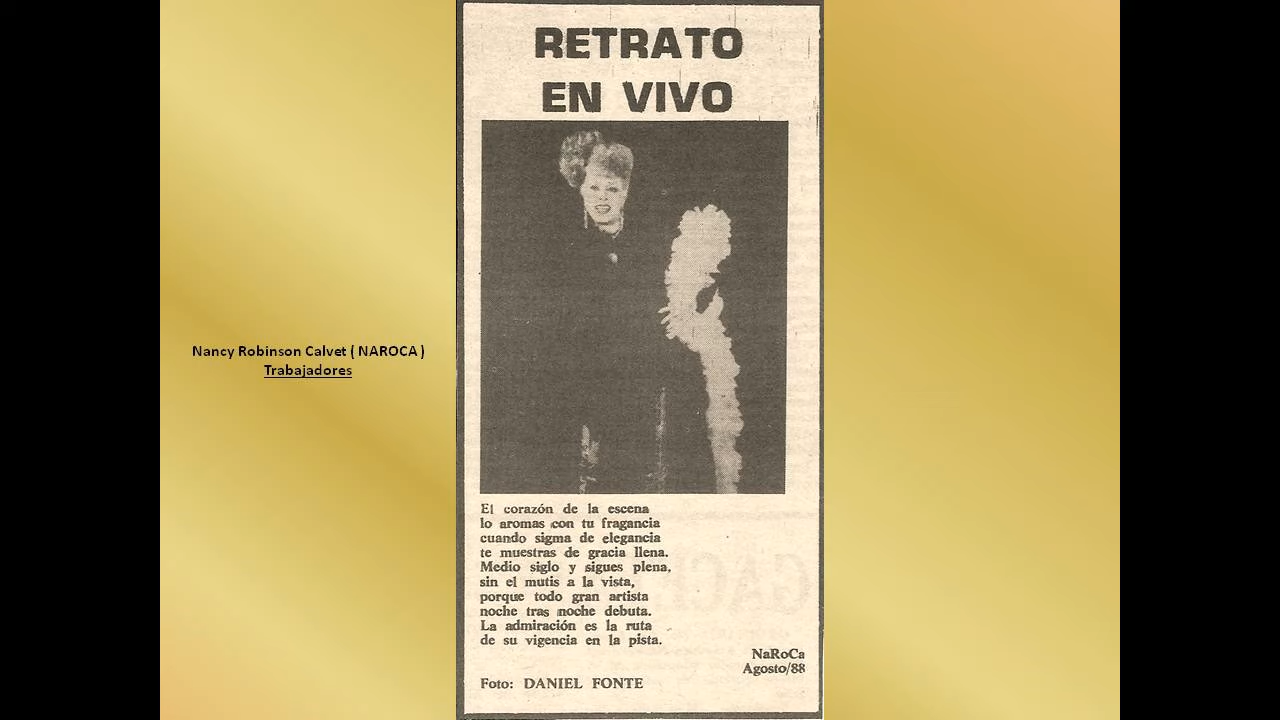 RETRATO
EN VIVO
Nancy Robinson Calvet ( NAROCA )
Trabajadores
El corazón de la escena
lo aromas con tu fragancia
cuando sigma de elegancia
te muestras de gracia llena.
Medio siglo y sigues plena,
sin el mutis a la vista,
porque todo gran artista
noche tras noche debuta.
La admiración es la ruta
de su vigencia en la pista.
NaRoCa
Agosto/88
Foto: DANIEL FONTE